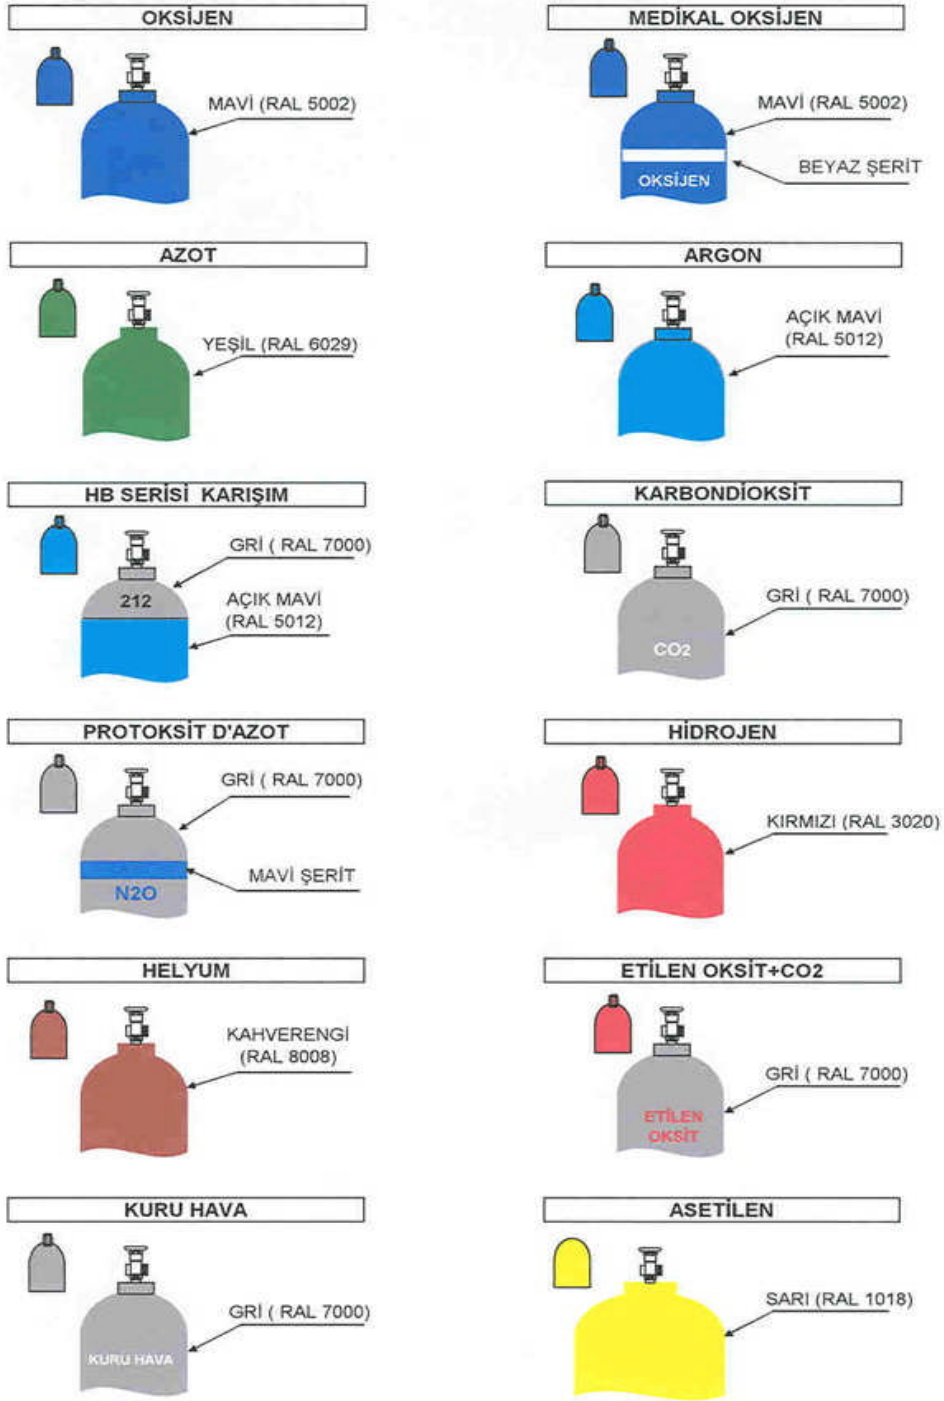 OKSİJEN
MAVİ (RAL 5002)
MEDİKAL OKSİJEN
MAVİ (RAL 5002)
BEYAZ ŞERİT
OKSİJEN
AZOT
YEŞİL (RAL 6029)
ARGON
AÇIK MAVİ
(RAL 5012)
HB SERİSİ KARIŞIM
GRİ ( RAL 7000)
212
AÇIK MAVİ
(RAL 5012)
KARBONDİOKSİT
GRİ ( RAL 7000)
CO2
PROTOKSİT D'AZOT
GRİ ( RAL 7000)
MAVİ ŞERİT
N2O
HİDROJEN
KIRMIZI (RAL 3020)
HELYUM
KAHVERENGİ
(RAL 8008)
ETİLEN OKSİT+CO2
GRİ ( RAL 7000)
ETİLEN
OKSİT
KURU HAVA
GRİ ( RAL 7000)
KURU HAVA
ASETİLEN
SARI (RAL 1018)